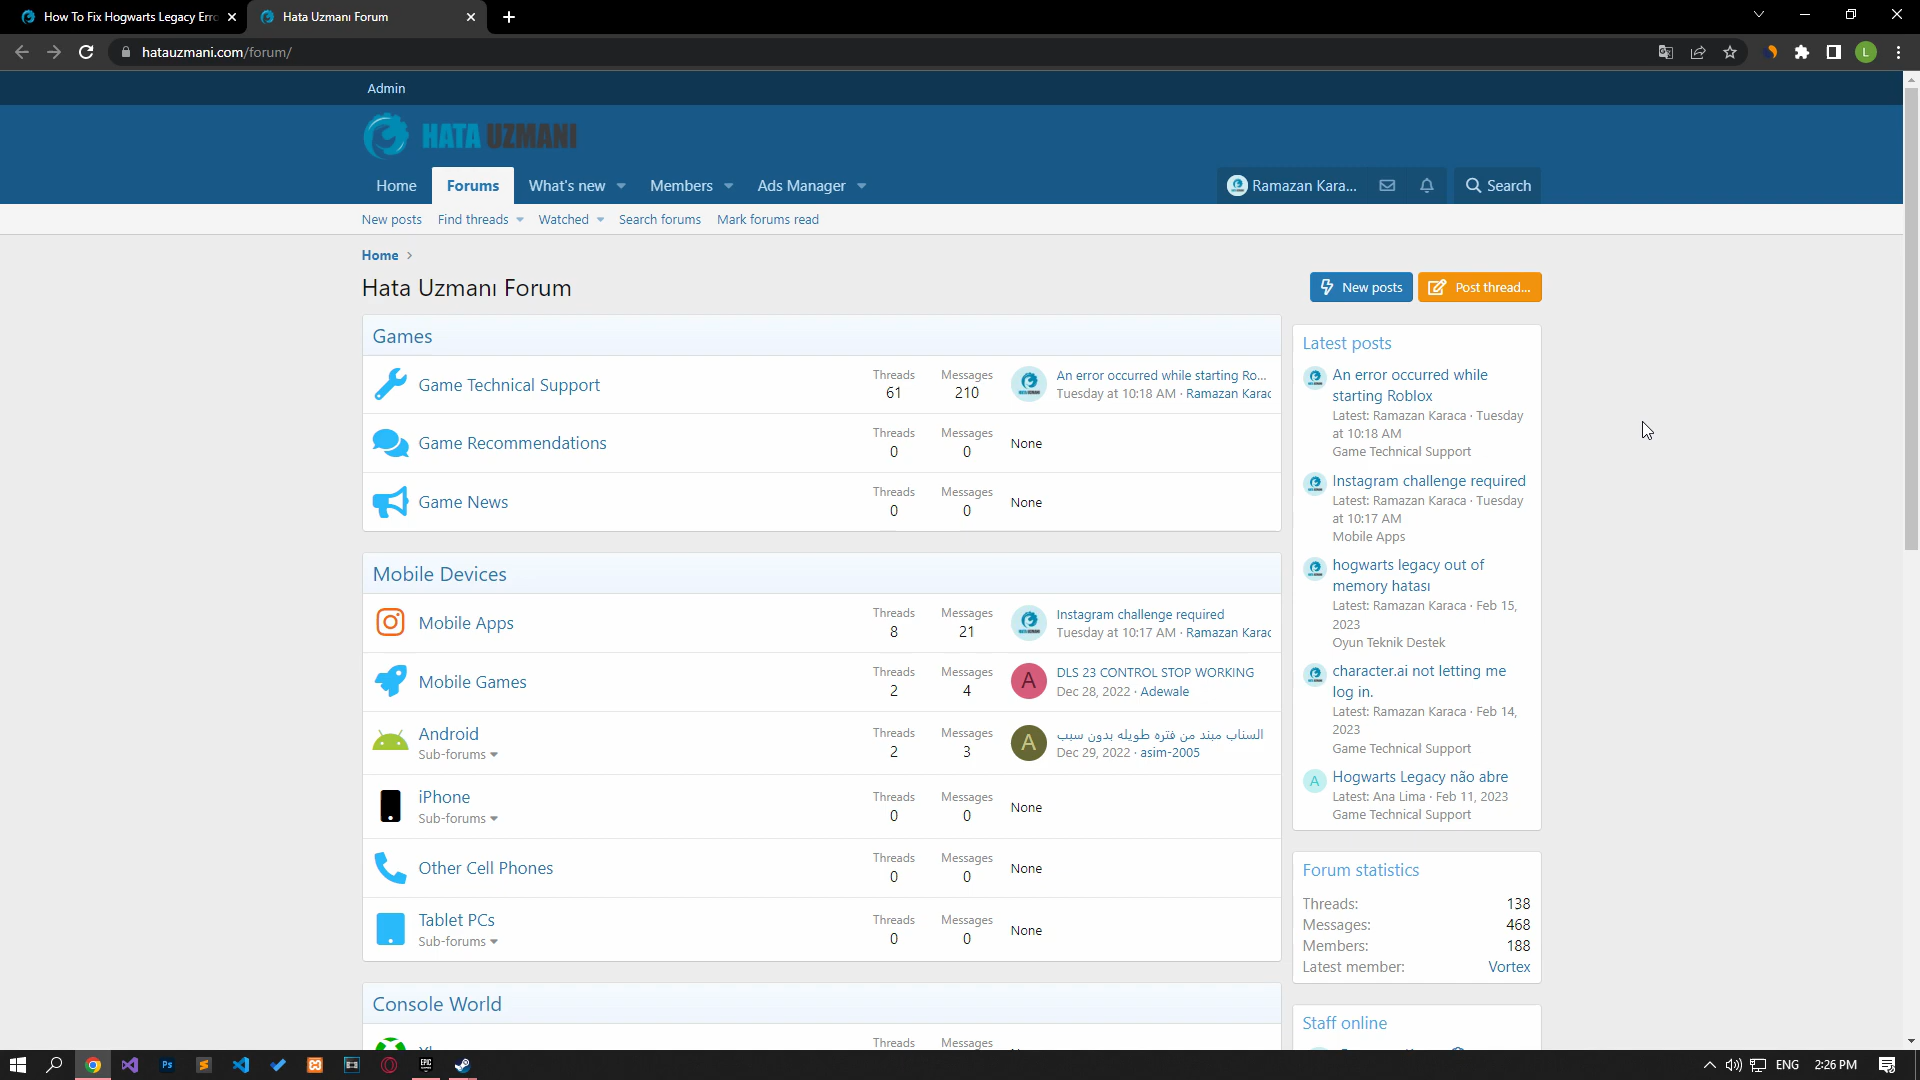 How To Fix Hogwarts Legacy Erro
Hata Uzmanı Forum
hatauzmani.com/forum/
L
Admin
HATA UZMANI
Home
Forums
What's new
Members
Ads Manager
Ramazan Kara...
Search
New posts
Find threads
Watched
Search forums
Mark forums read
Home
Hata Uzmanı Forum
New posts
Post thread...
Games
Game Technical Support
Threads
61
Messages
210
An error occurred while starting Ro...
Tuesday at 10:18 AM · Ramazan Karac
Game Recommendations
Threads
0
Messages
0
None
Game News
Threads
0
Messages
0
None
Mobile Devices
Mobile Apps
Threads
8
Messages
21
Instagram challenge required
Tuesday at 10:17 AM · Ramazan Karac
Mobile Games
Threads
2
Messages
4
A
DLS 23 CONTROL STOP WORKING
Dec 28, 2022 · Adewale
Android
Sub-forums
Threads
2
Messages
3
A
السناب مبند من فتره طويله بدون سبب
Dec 29, 2022 · asim-2005
iPhone
Sub-forums
Threads
0
Messages
0
None
Other Cell Phones
Threads
0
Messages
0
None
Tablet PCs
Sub-forums
Threads
0
Messages
0
None
Console World
Threads
Messages
Latest posts
An error occurred while
starting Roblox
Latest: Ramazan Karaca · Tuesday
at 10:18 AM
Game Technical Support
Instagram challenge required
Latest: Ramazan Karaca · Tuesday
at 10:17 AM
Mobile Apps
hogwarts legacy out of
memory hatası
Latest: Ramazan Karaca · Feb 15,
2023
Oyun Teknik Destek
character.ai not letting me
log in.
Latest: Ramazan Karaca · Feb 14,
2023
Game Technical Support
A
Hogwarts Legacy não abre
Latest: Ana Lima · Feb 11, 2023
Game Technical Support
Forum statistics
Threads: 138
Messages: 468
Members: 188
Latest member: Vortex
Staff online
Ps
EPIC
ENG
2:26 PM